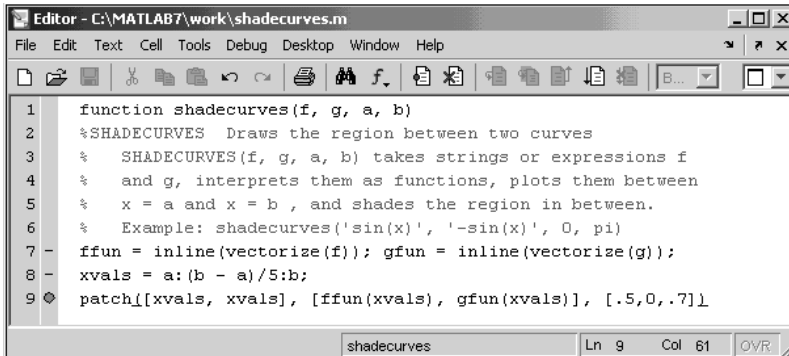 Editor - C:\MATLAB7\work\shadecurves.m
File Edit Text Cell Tools Debug Desktop Window Help
B...
1 function shadecurves(f, g, a, b)
2 %SHADECURVES  Draws the region between two curves
3 %   SHADECURVES(f, g, a, b) takes strings or expressions f
4 %   and g, interprets them as functions, plots them between
5 %   x = a and x = b , and shades the region in between.
6 %   Example: shadecurves('sin(x)', '-sin(x)', 0, pi)
7 - ffun = inline(vectorize(f)); gfun = inline(vectorize(g));
8 - xvals = a:(b - a)/5:b;
9 patch([xvals, xvals], [ffun(xvals), gfun(xvals)], [.5,0,.7])
shadecurves Ln 9 Col 61 OVR